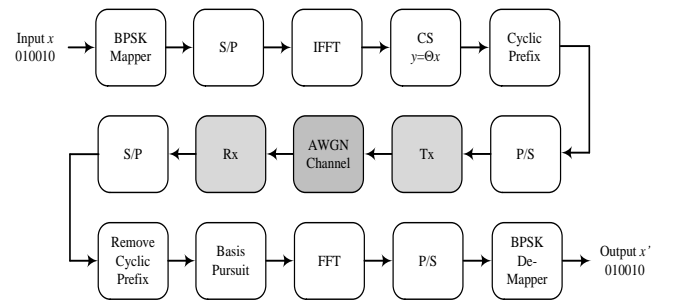 Input x
010010
BPSK
Mapper
S/P
IFFT
CS
y=Θx
Cyclic
Prefix
S/P
Rx
AWGN
Channel
Tx
P/S
Remove
Cyclic
Prefix
Basis
Pursuit
FFT
P/S
BPSK
De-
Mapper
Output x’
010010